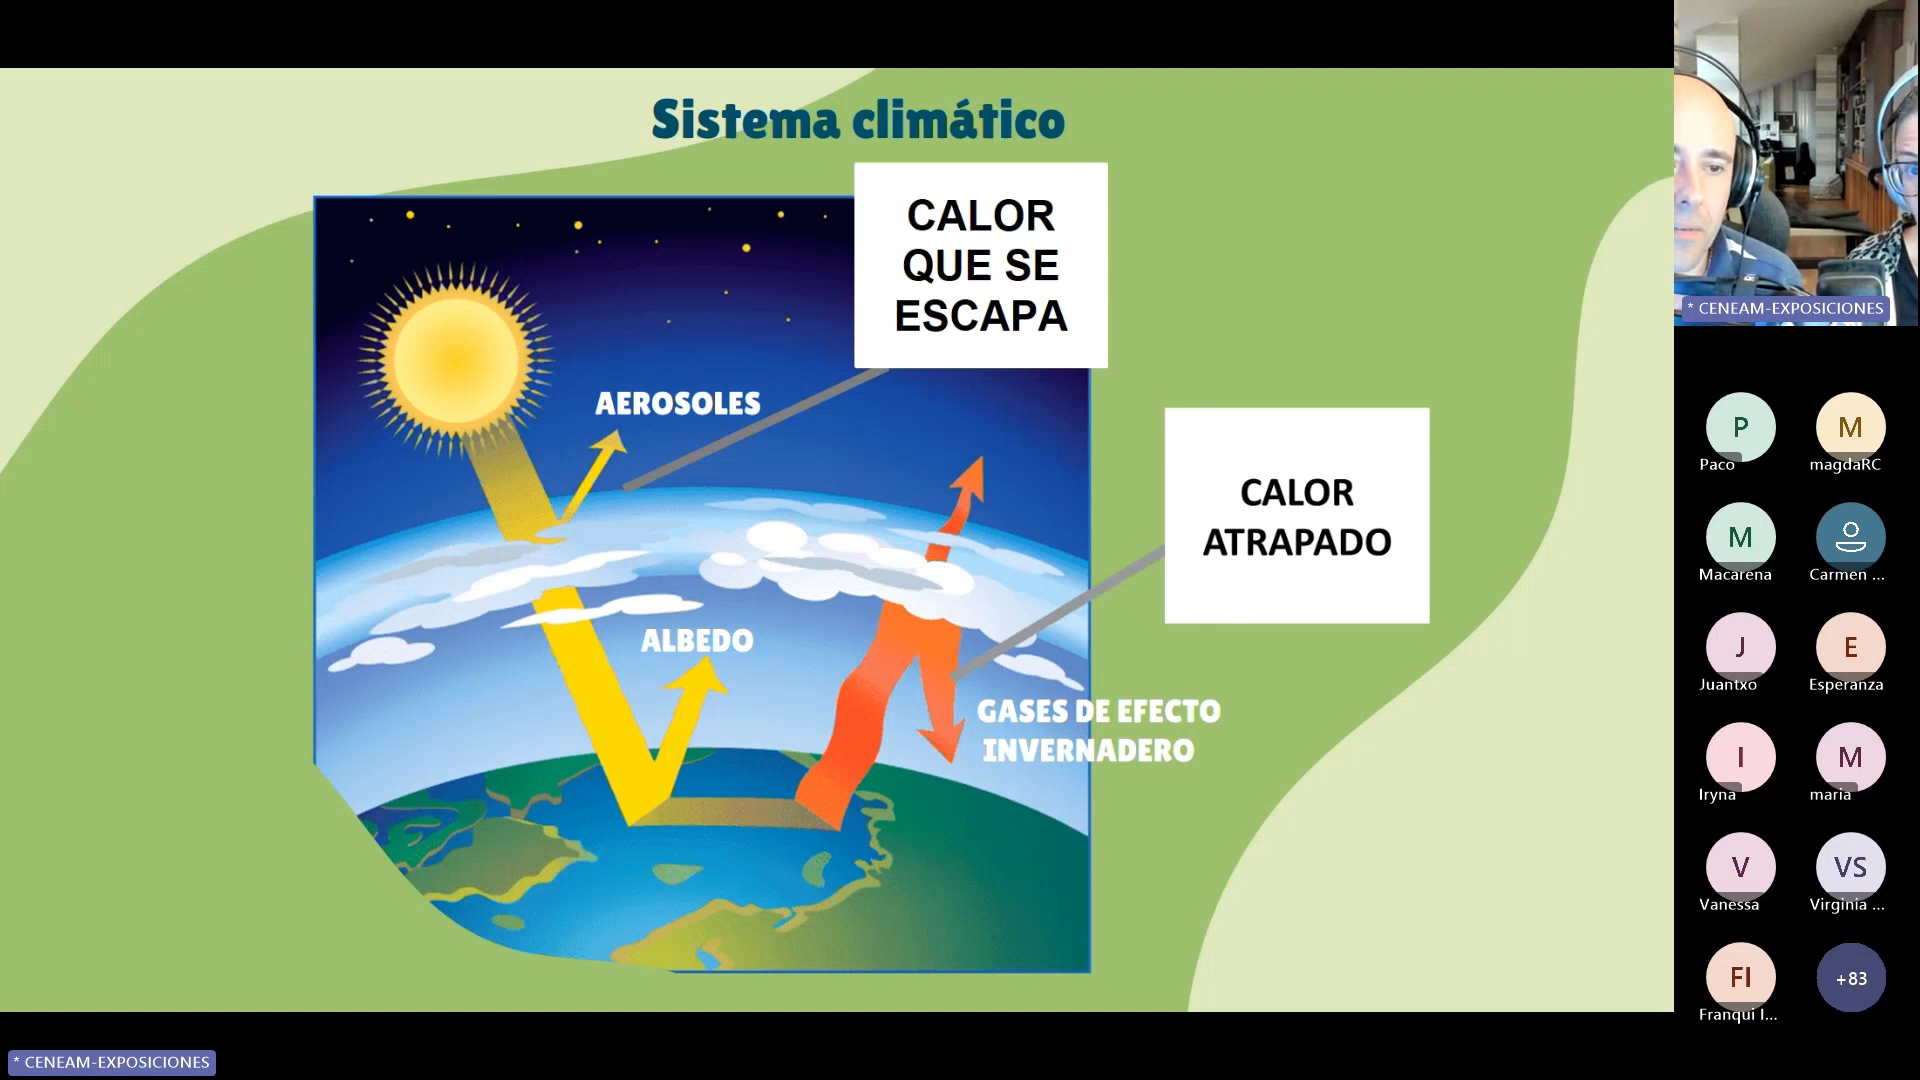 Sistema climático
CALOR
QUE SE
ESCAPA
AEROSOLES
CALOR
ATRAPADO
ALBEDO
GASES DE EFECTO
INVERNADERO
* CENEAM-EXPOSICIONES
P
Paco
M
magdaRC
M
Macarena
Carmen ...
J
Juantxo
E
Esperanza
I
Iryna
M
maria
V
Vanessa
VS
Virginia ...
FI
Franqui I...
+83
* CENEAM-EXPOSICIONES